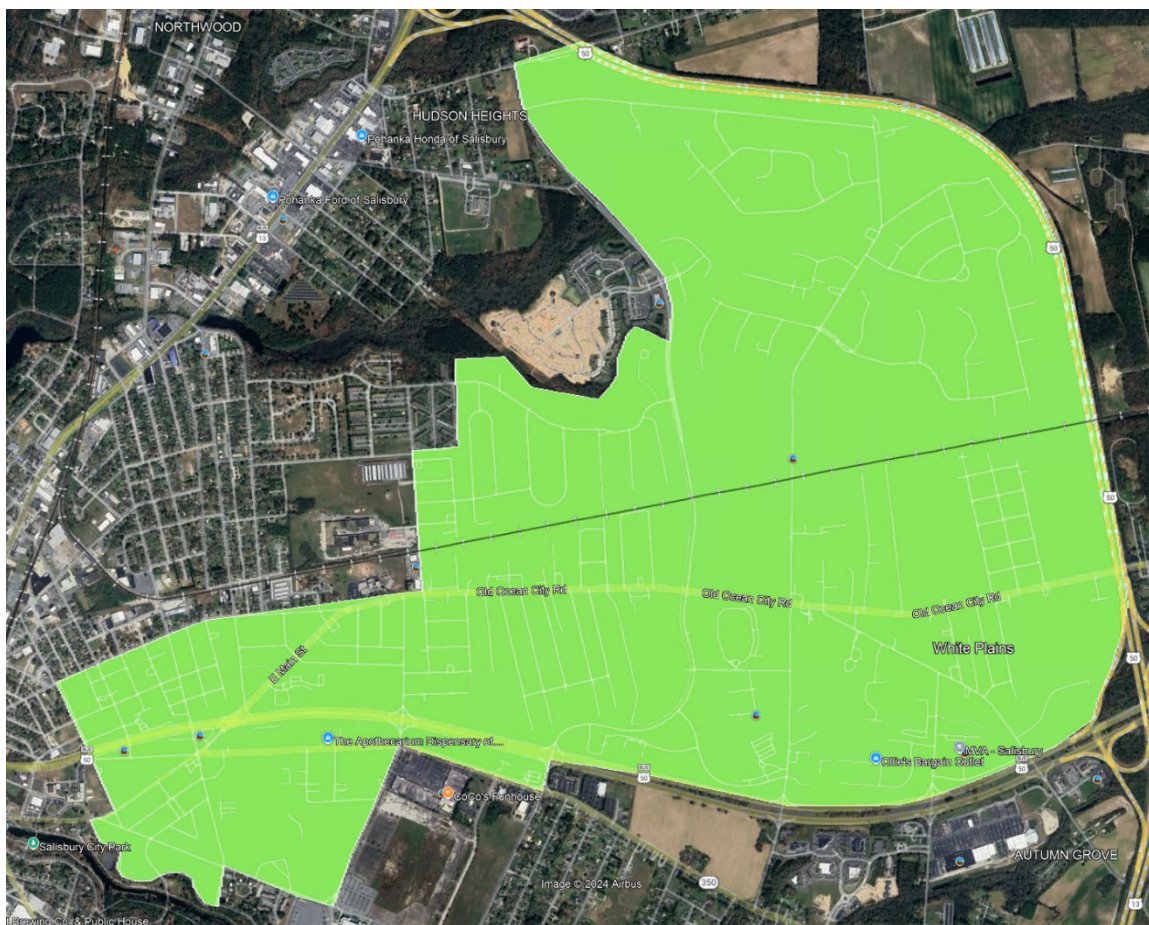 NORTHWOOD
50
HUDSON HEIGHTS
Pohanka Honda of Salisbury
Pohanka Ford of Salisbury
13
50
50
Old Ocean City Rd
Old Ocean City Rd
Old Ocean City Rd
E Main St
White Plains
50
The Apothecarium Dispensary of...
MVA - Salisbury
Ollie's Bargain Outlet
50
50
50
CoCo's Funhouse
Salisbury City Park
AUTUMN GROVE
Image © 2024 Airbus
350
13
Brewing Co. & Public House